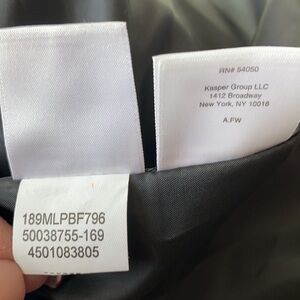 RN# 54050
Kasper Group LLC
1412 Broadway
New York, NY 10018
A.FW
189MLPBF796
50038755-169
4501083805